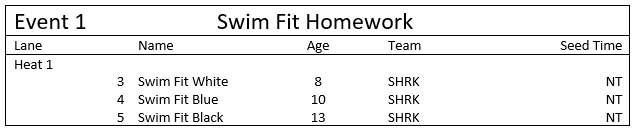 Event 1 Swim Fit Homework
Lane Name Age Team Seed Time
Heat 1
3 Swim Fit White 8 SHRK NT
4 Swim Fit Blue 10 SHRK NT
5 Swim Fit Black 13 SHRK NT